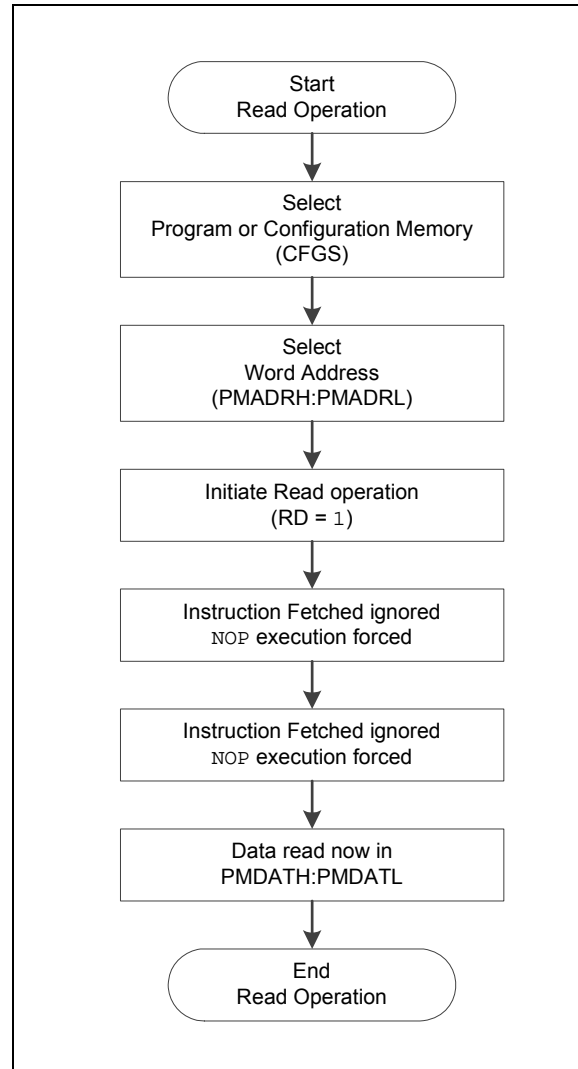 Start
Read Operation
Select
Program or Configuration Memory
(CFGS)
Select
Word Address
(PMADRH:PMADRL)
Initiate Read operation
(RD = 1)
Instruction Fetched ignored
NOP execution forced
Instruction Fetched ignored
NOP execution forced
Data read now in
PMDATH:PMDATL
End
Read Operation